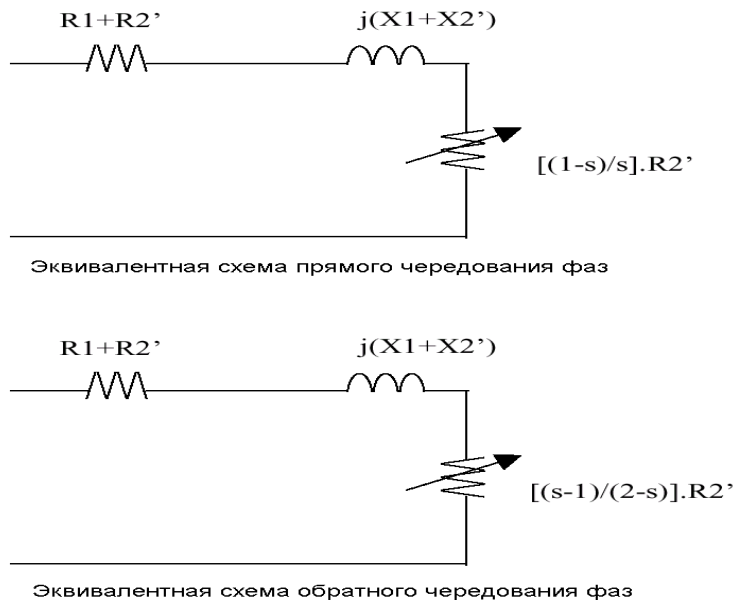 R1+R2’
j(X1+X2’)
[(1-s)/s].R2’
Эквивалентная схема прямого чередования фаз
R1+R2’
j(X1+X2’)
[(s-1)/(2-s)].R2’
Эквивалентная схема обратного чередования фаз